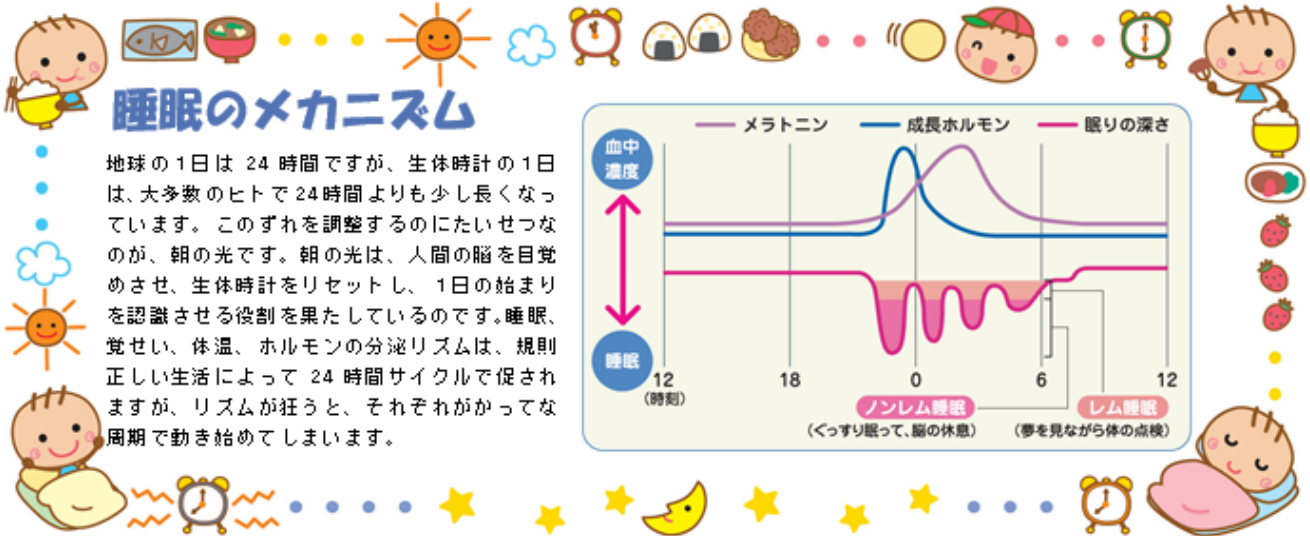 睡眠のメカニズム
地球の1日は 24 時間ですが、生体時計の1日
は、大多数のヒトで24時間よりも少し長くなっ
ています。このずれを調整するのにたいせつな
のが、朝の光です。朝の光は、人間の脳を目覚
めさせ、生体時計をリセットし、 1日の始まり
を認識させる役割を果たしているのです。睡眠、
覚せい、体温、 ホルモンの分泌リズムは、規則
正しい生活によって 24 時間サイクルで促され
ますが、リズムが狂うと、それぞれがかってな
周期で動き始めてしまいます。
メラトニン 成長ホルモン 眠りの深さ
血中
濃度
睡眠
12 18 0 6 12
(時刻)
ノンレム睡眠 レム睡眠
(ぐっすり眠って、脳の休息) (夢を見ながら体の点検)